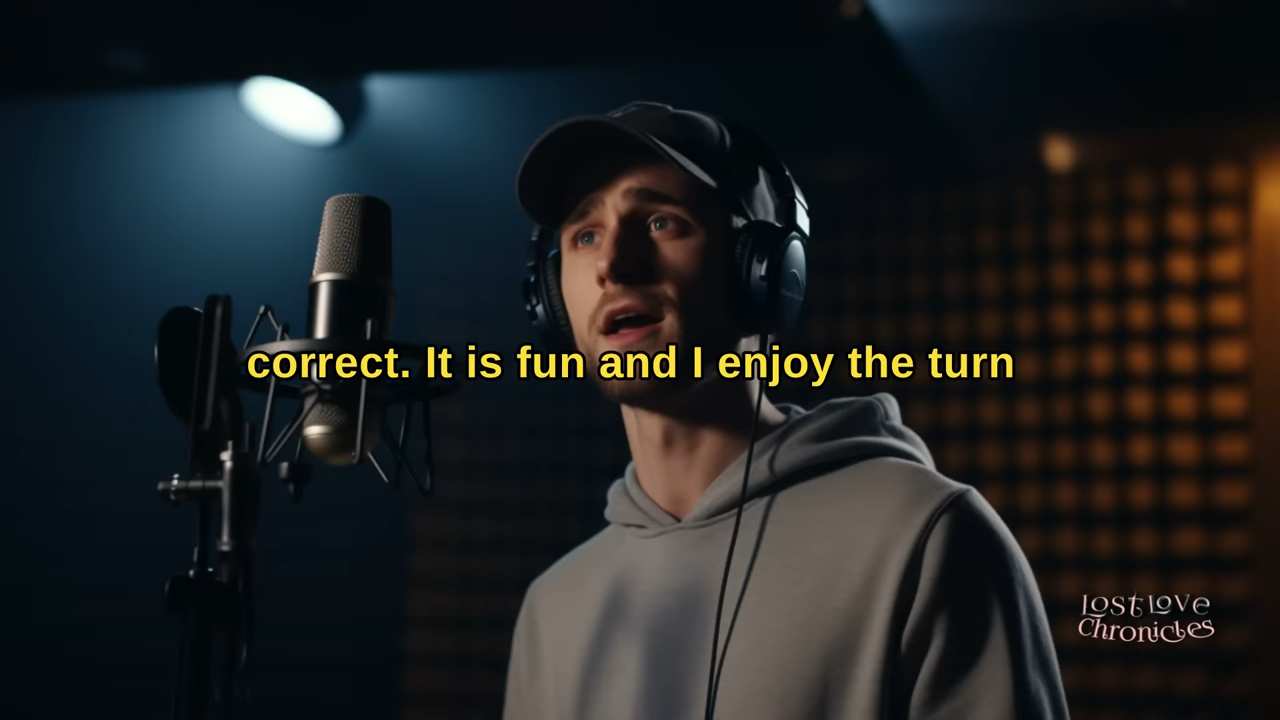 correct. It is fun and I enjoy the turn
Lost Love
Chronicles